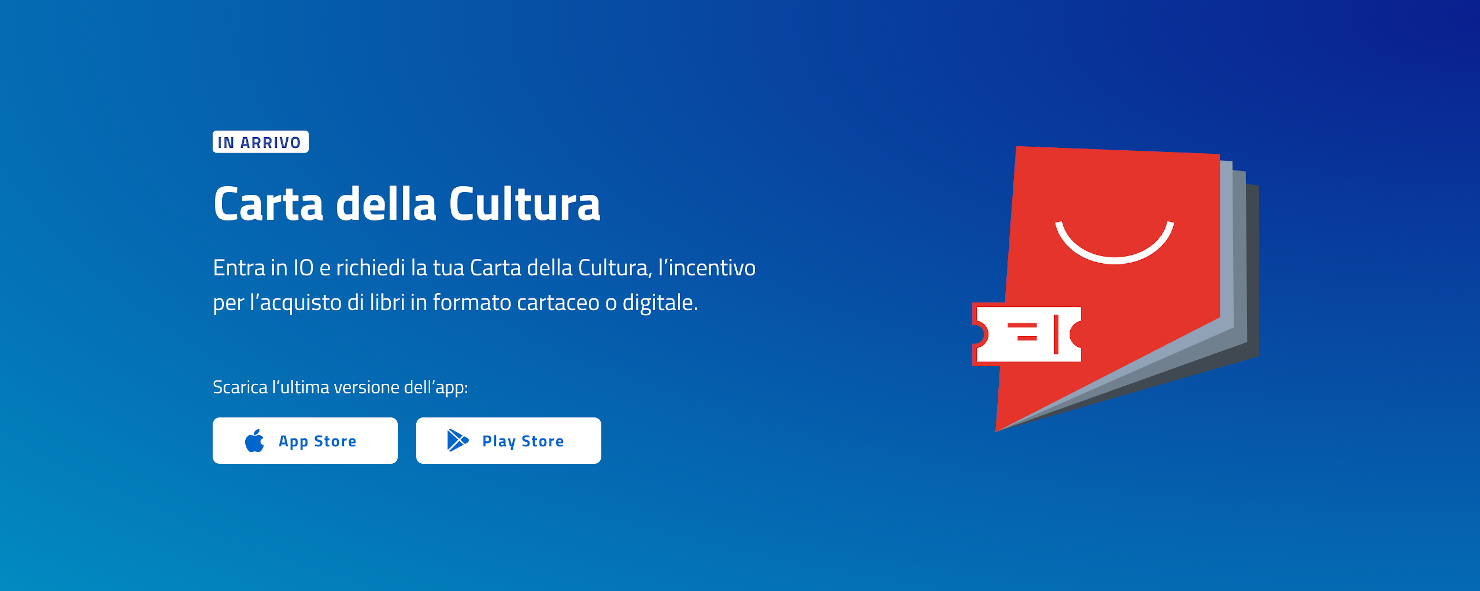 IN ARRIVO
Carta della Cultura
Entra in IO e richiedi la tua Carta della Cultura, l’incentivo
per l’acquisto di libri in formato cartaceo o digitale.
Scarica l’ultima versione dell’app:
App Store
Play Store